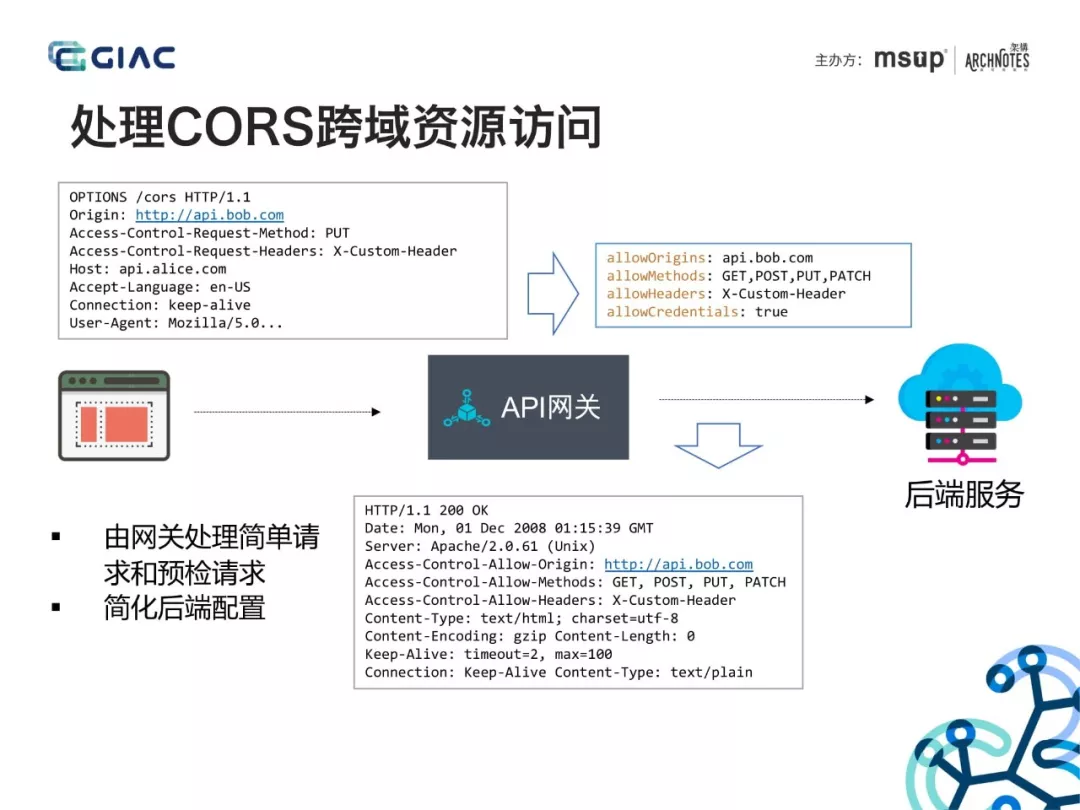 GIAC
主办方：
msup
架構
ARCHNOTES
处理CORS跨域资源访问
OPTIONS /cors HTTP/1.1
Origin: http://api.bob.com
Access-Control-Request-Method: PUT
Access-Control-Request-Headers: X-Custom-Header
Host: api.alice.com
Accept-Language: en-US
Connection: keep-alive
User-Agent: Mozilla/5.0...
allowOrigins: api.bob.com
allowMethods: GET,POST,PUT,PATCH
allowHeaders: X-Custom-Header
allowCredentials: true
API网关
后端服务
▪ 由网关处理简单请
求和预检请求
▪ 简化后端配置
HTTP/1.1 200 OK
Date: Mon, 01 Dec 2008 01:15:39 GMT
Server: Apache/2.0.61 (Unix)
Access-Control-Allow-Origin: http://api.bob.com
Access-Control-Allow-Methods: GET, POST, PUT, PATCH
Access-Control-Allow-Headers: X-Custom-Header
Content-Type: text/html; charset=utf-8
Content-Encoding: gzip Content-Length: 0
Keep-Alive: timeout=2, max=100
Connection: Keep-Alive Content-Type: text/plain